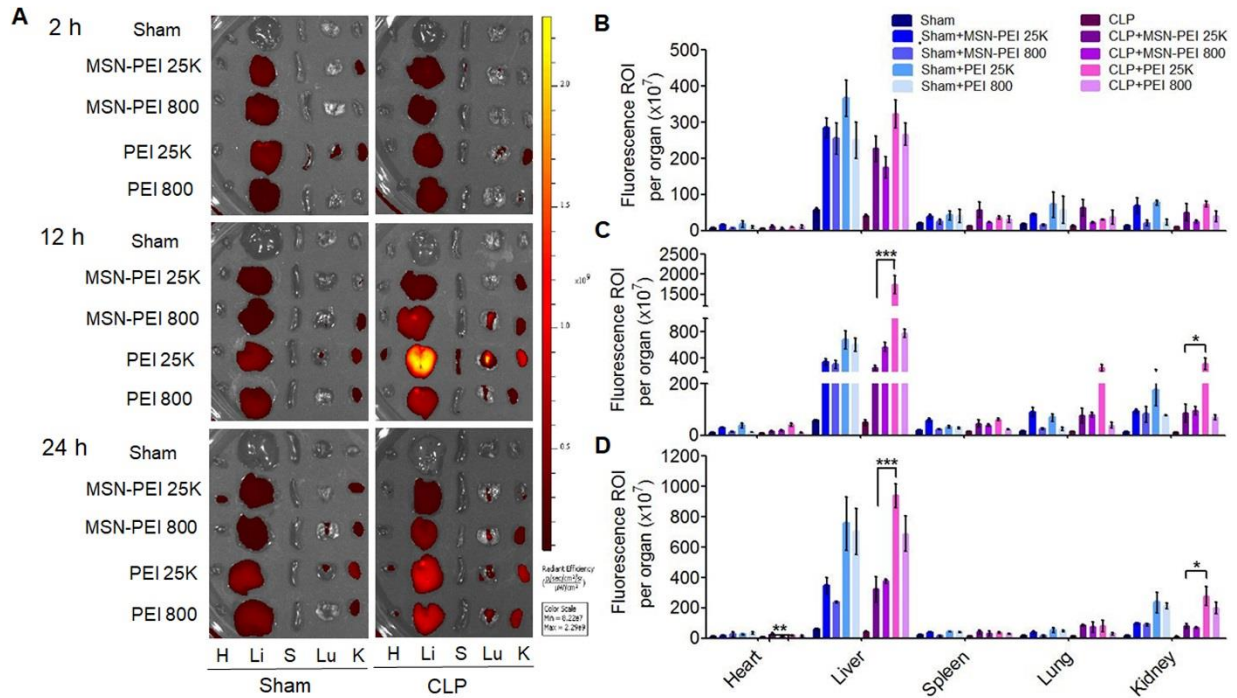 A
2 h
Sham
MSN-PEI 25K
MSN-PEI 800
PEI 25K
PEI 800
12 h
Sham
MSN-PEI 25K
MSN-PEI 800
PEI 25K
PEI 800
24 h
Sham
MSN-PEI 25K
MSN-PEI 800
PEI 25K
PEI 800
H Li S Lu K H Li S Lu K
Sham CLP
2.0
1.5
x10⁹
1.0
0.5
Radiant Efficiency
Color Scale
Min = 8.22e7
Max = 2.29e9
B
Sham
Sham+MSN-PEI 25K
Sham+MSN-PEI 800
Sham+PEI 25K
Sham+PEI 800
CLP
CLP+MSN-PEI 25K
CLP+MSN-PEI 800
CLP+PEI 25K
CLP+PEI 800
Fluorescence ROI
per organ (x10⁷)
500
400
300
200
100
0
C
Fluorescence ROI
per organ (x10⁷)
2500
2000
1500
800
400
200
0
***
*
D
Fluorescence ROI
per organ (x10⁷)
1200
1000
800
600
400
200
0
**
***
*
Heart Liver Spleen Lung Kidney